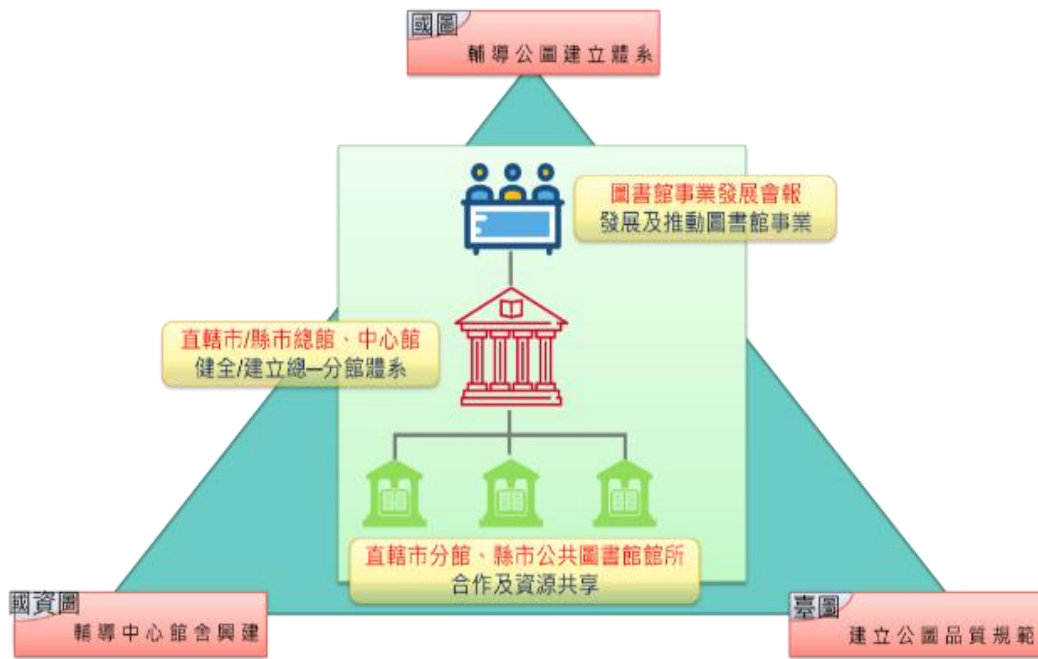 國圖
輔導公圖建立體系
圖書館事業發展會報
發展及推動圖書館事業
直轄市/縣市總館、中心館
健全/建立總—分館體系
直轄市分館、縣市公共圖書館館所
合作及資源共享
國資圖
輔導中心館舍興建
臺圖
建立公圖品質規範